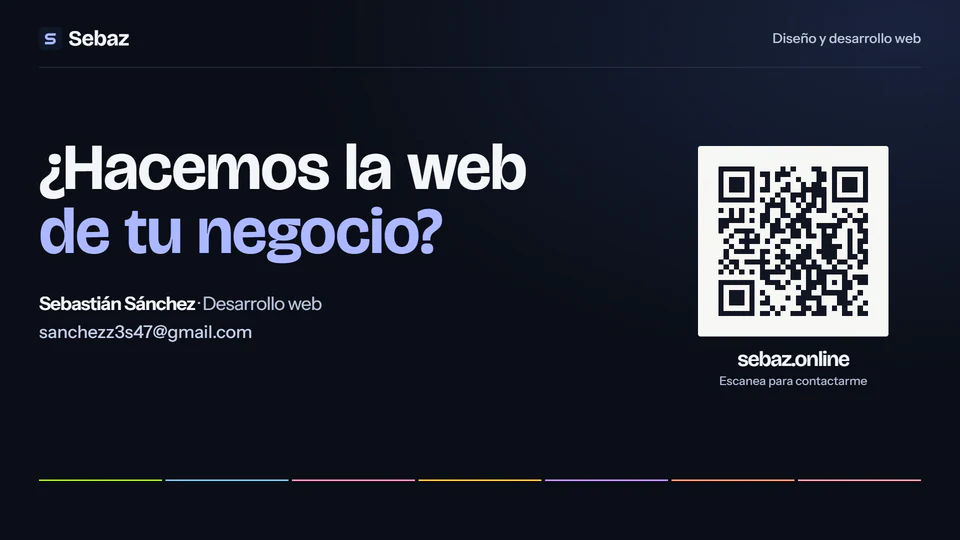 S Sebaz
Diseño y desarrollo web
¿Hacemos la web
de tu negocio?
Sebastián Sánchez · Desarrollo web
sanchezz3s47@gmail.com
sebaz.online
Escanea para contactarme